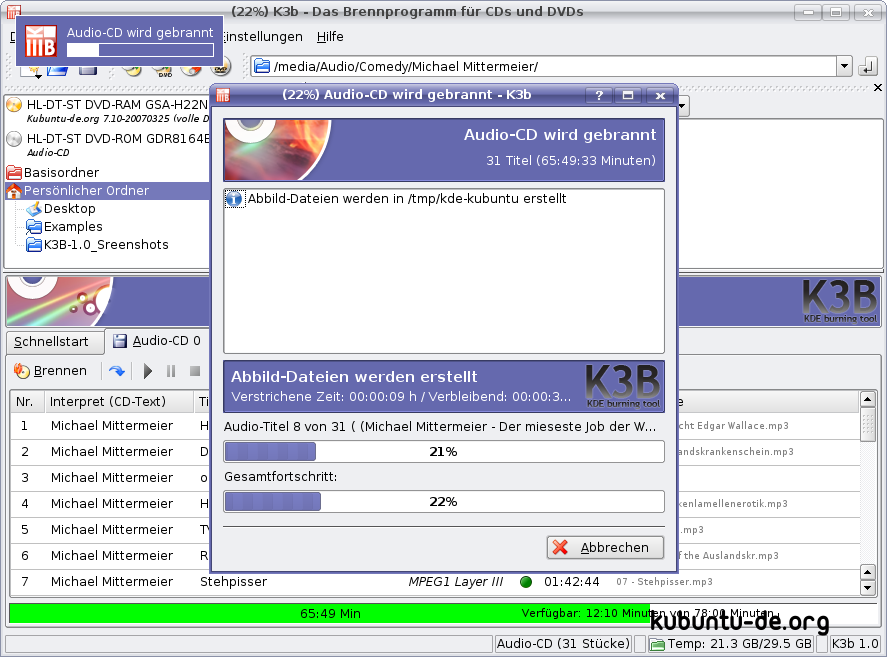 (22%) K3b - Das Brennprogramm für CDs und DVDs
Audio-CD wird gebrannt
Einstellungen Hilfe
/media/Audio/Comedy/Michael Mittermeier/
HL-DT-ST DVD-RAM GSA-H22N
Kubuntu-de.org 7.10-20070325 (volle D
HL-DT-ST DVD-ROM GDR8164B
Audio-CD
Basisordner
Persönlicher Ordner
Desktop
Examples
K3B-1.0_Sreenshots
(22%) Audio-CD wird gebrannt - K3b
Audio-CD wird gebrannt
31 Titel (65:49:33 Minuten)
Abbild-Dateien werden in /tmp/kde-kubuntu erstellt
Abbild-Dateien werden erstellt
Verstrichene Zeit: 00:00:09 h / Verbleibend: 00:00:3...
K3B
KDE burning tool
Audio-Titel 8 von 31 ( (Michael Mittermeier - Der mieseste Job der W...
21%
Gesamtfortschritt:
22%
Abbrechen
K3B
KDE burning tool
Schnellstart Audio-CD 0
Brennen
Nr. Interpret (CD-Text) Ti
1 Michael Mittermeier H cht Edgar Wallace.mp3
2 Michael Mittermeier D andskrankenschein.mp3
3 Michael Mittermeier o
4 Michael Mittermeier H kenlamellenerotik.mp3
5 Michael Mittermeier TV .mp3
6 Michael Mittermeier R f the Auslandskr.mp3
7 Michael Mittermeier Stehpisser MPEG1 Layer III 01:42:44 07 - Stehpisser.mp3
65:49 Min Verfügbar: 12:10 Minuten von 78:00 Minuten
kubuntu-de.org
Audio-CD (31 Stücke) Temp: 21.3 GB/29.5 GB K3b 1.0